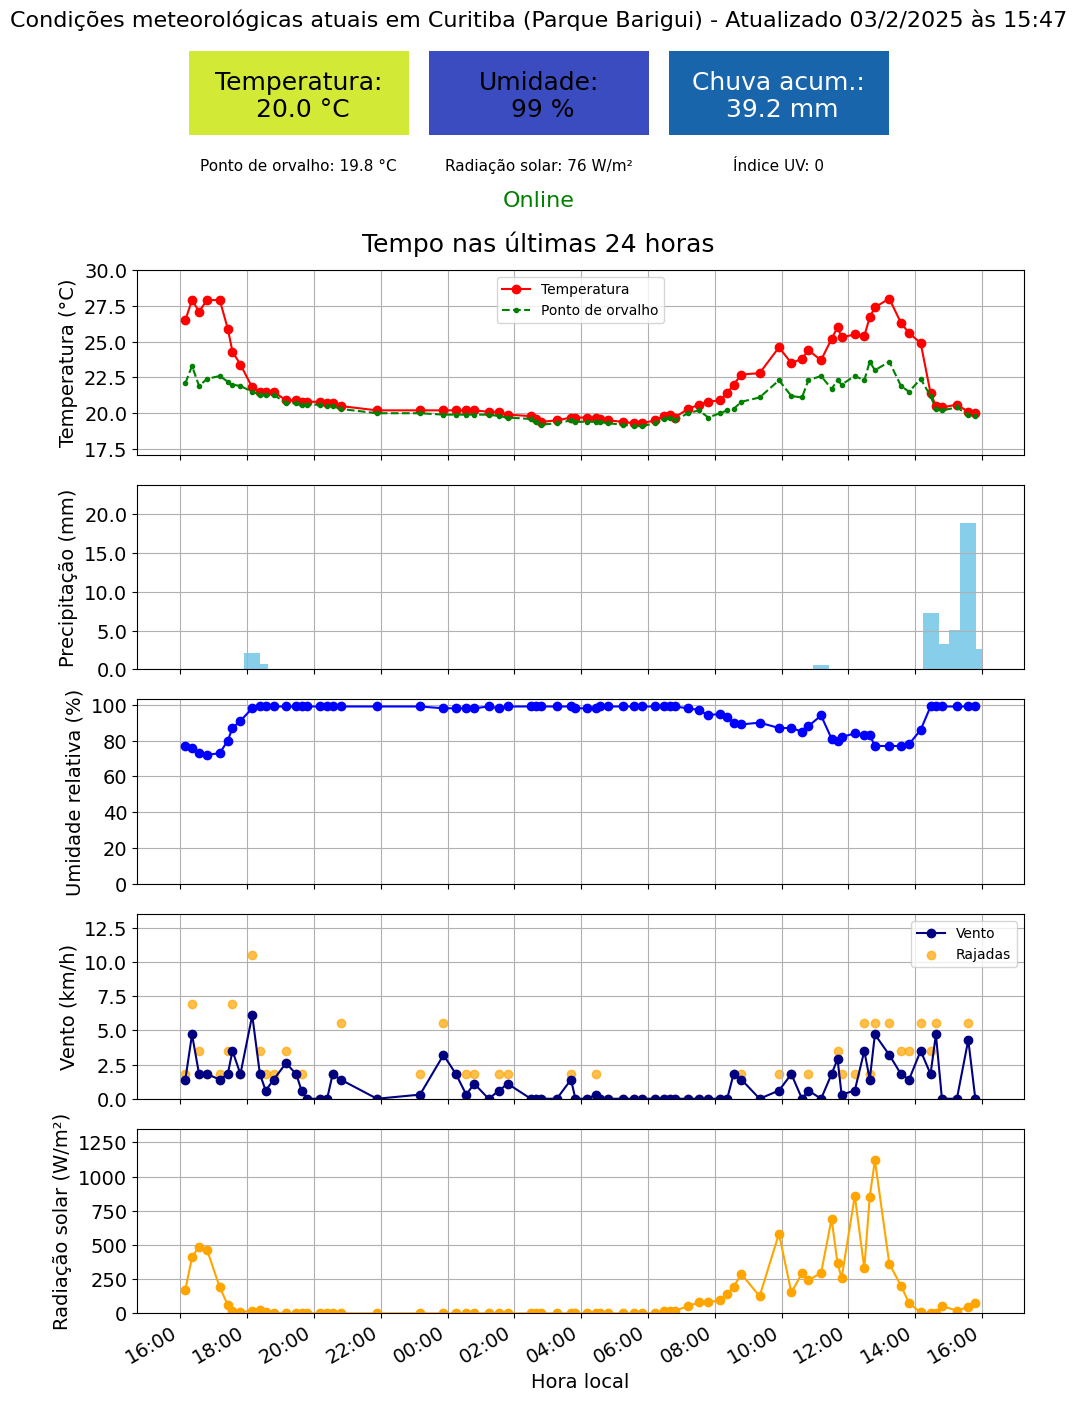 Condições meteorológicas atuais em Curitiba (Parque Barigui) - Atualizado 03/2/2025 às 15:47
Temperatura:
20.0 °C
Umidade:
99 %
Chuva acum.:
39.2 mm
Ponto de orvalho: 19.8 °C
Radiação solar: 76 W/m²
Índice UV: 0
Online
Tempo nas últimas 24 horas
Temperatura (°C)
30.0
27.5
25.0
22.5
20.0
17.5
Temperatura
Ponto de orvalho
Precipitação (mm)
20.0
15.0
10.0
5.0
0.0
Umidade relativa (%)
100
80
60
40
20
0
Vento (km/h)
12.5
10.0
7.5
5.0
2.5
0.0
Vento
Rajadas
Radiação solar (W/m²)
1250
1000
750
500
250
0
16:00
18:00
20:00
22:00
00:00
02:00
04:00
06:00
08:00
10:00
12:00
14:00
16:00
Hora local